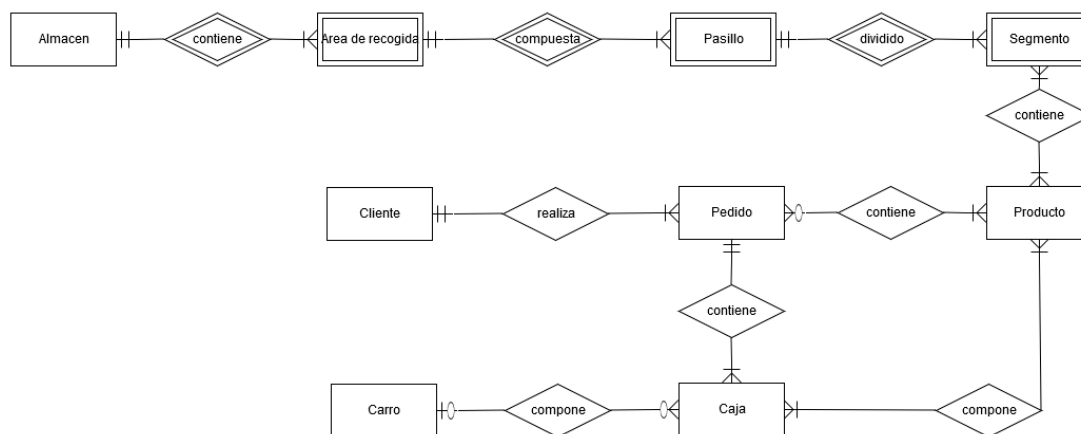 Almacen
contiene
Area de recogida
compuesta
Pasillo
dividido
Segmento
contiene
Cliente
realiza
Pedido
contiene
Producto
contiene
Carro
compone
Caja
compone